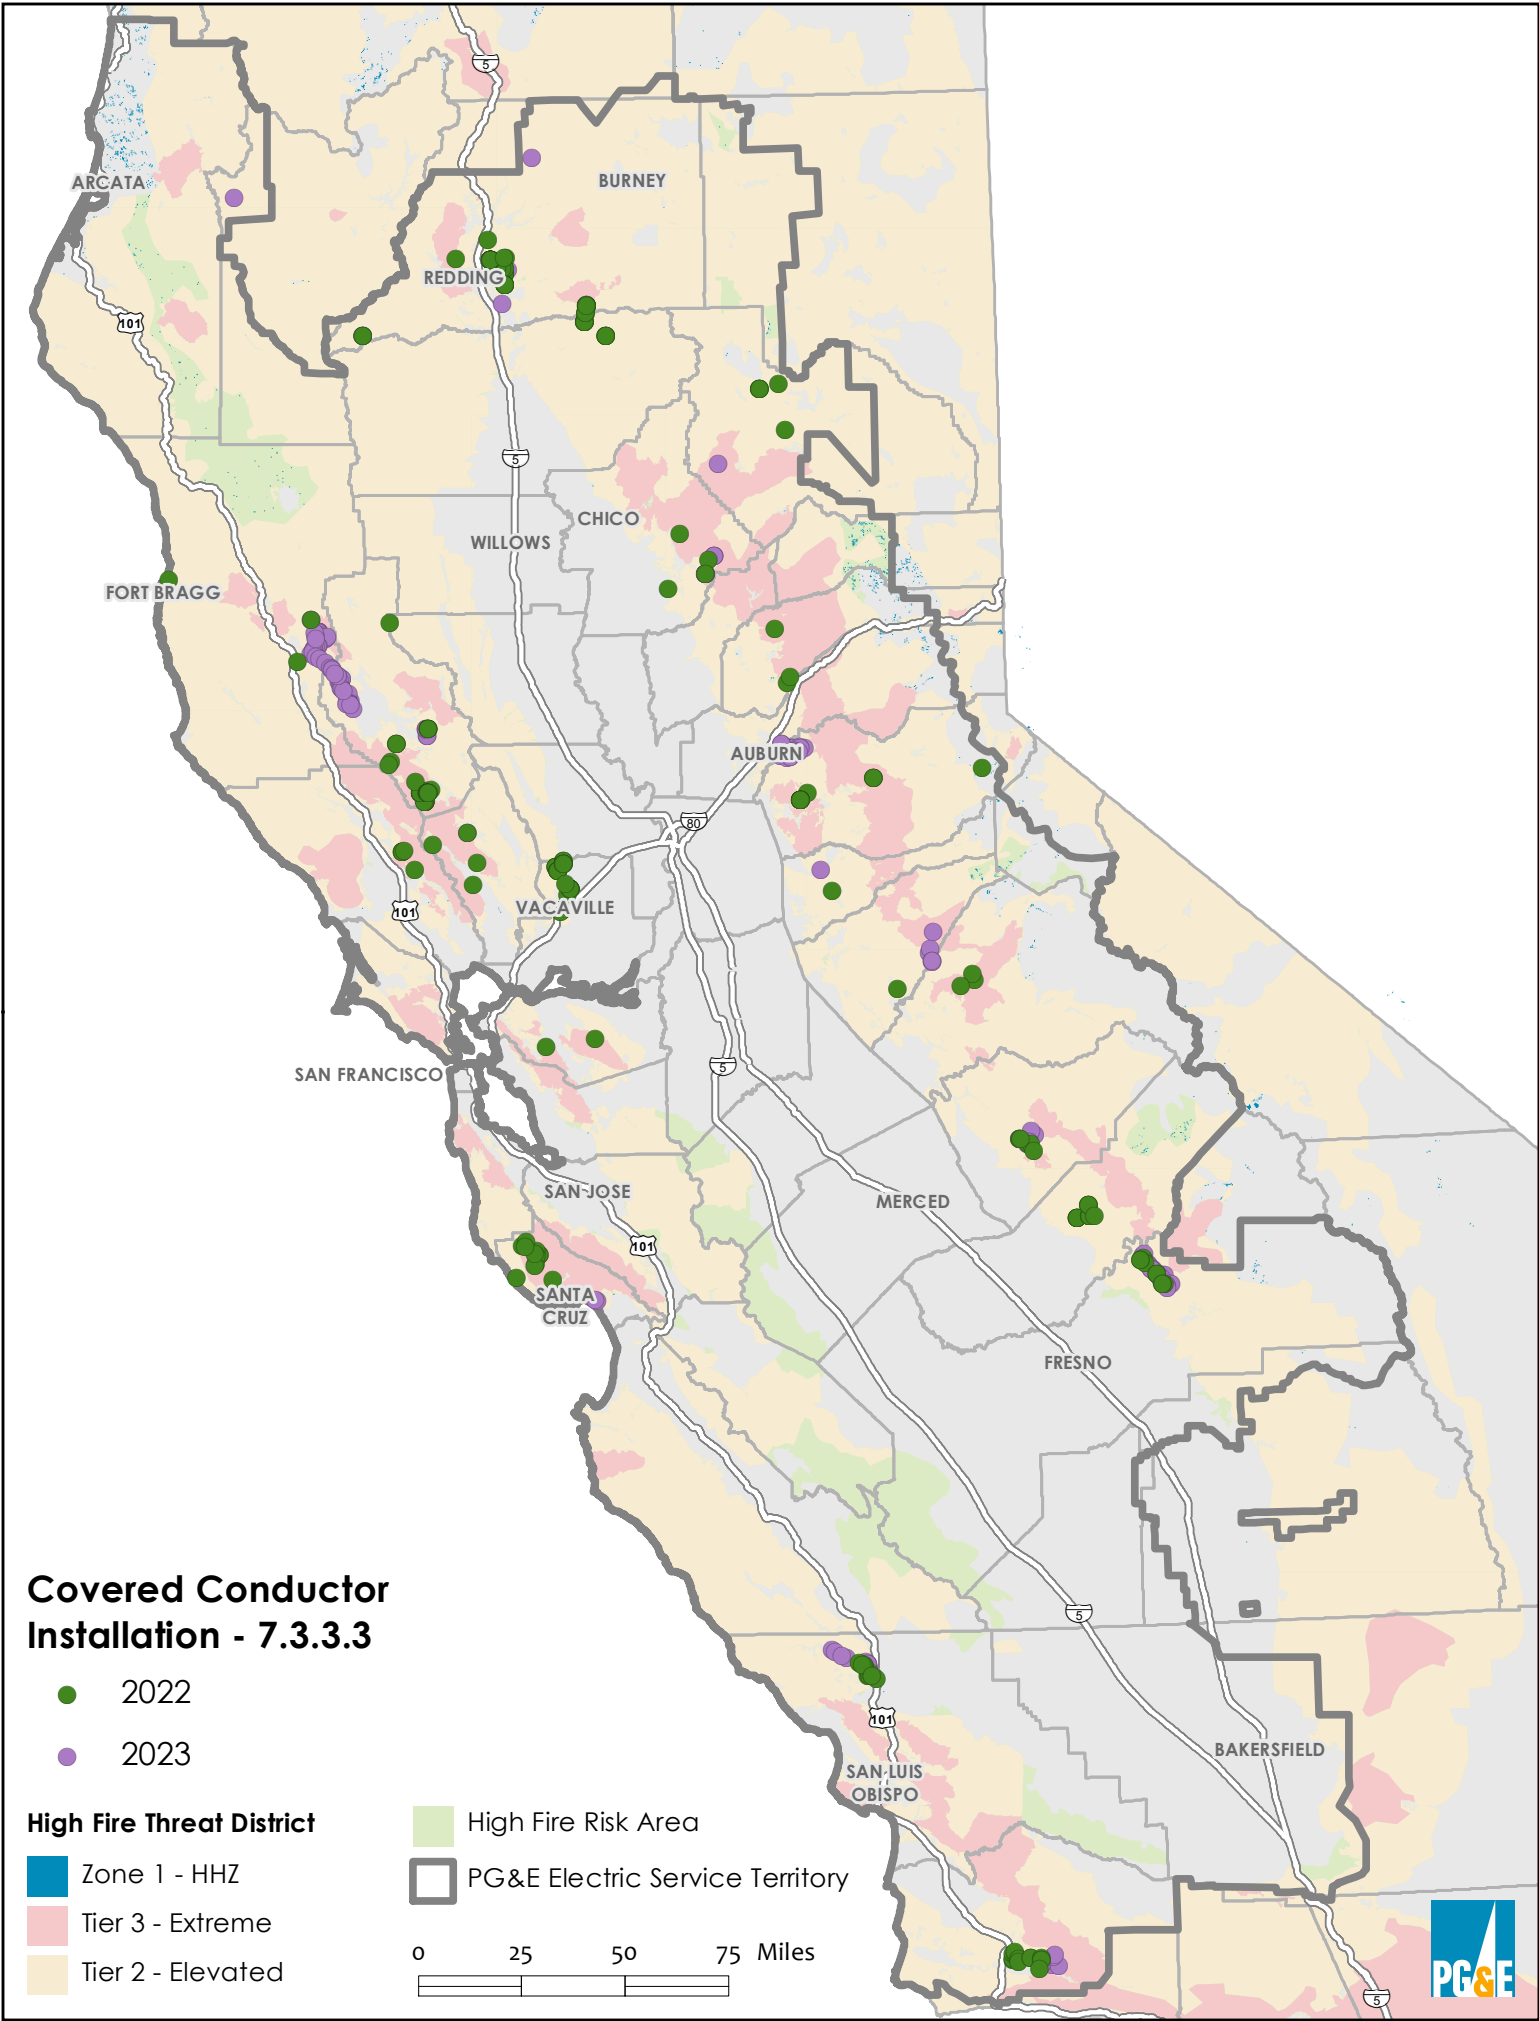 5
ARCATA
BURNEY
REDDING
101
5
CHICO
WILLOWS
FORT BRAGG
AUBURN
80
VACAVILLE
101
5
SAN FRANCISCO
SAN JOSE
MERCED
101
SANTA
CRUZ
FRESNO
5
101
BAKERSFIELD
SAN LUIS
OBISPO
5
Covered Conductor
Installation - 7.3.3.3
2022
2023
High Fire Threat District
Zone 1 - HHZ
Tier 3 - Extreme
Tier 2 - Elevated
High Fire Risk Area
PG&E Electric Service Territory
0 25 50 75 Miles
PG&E